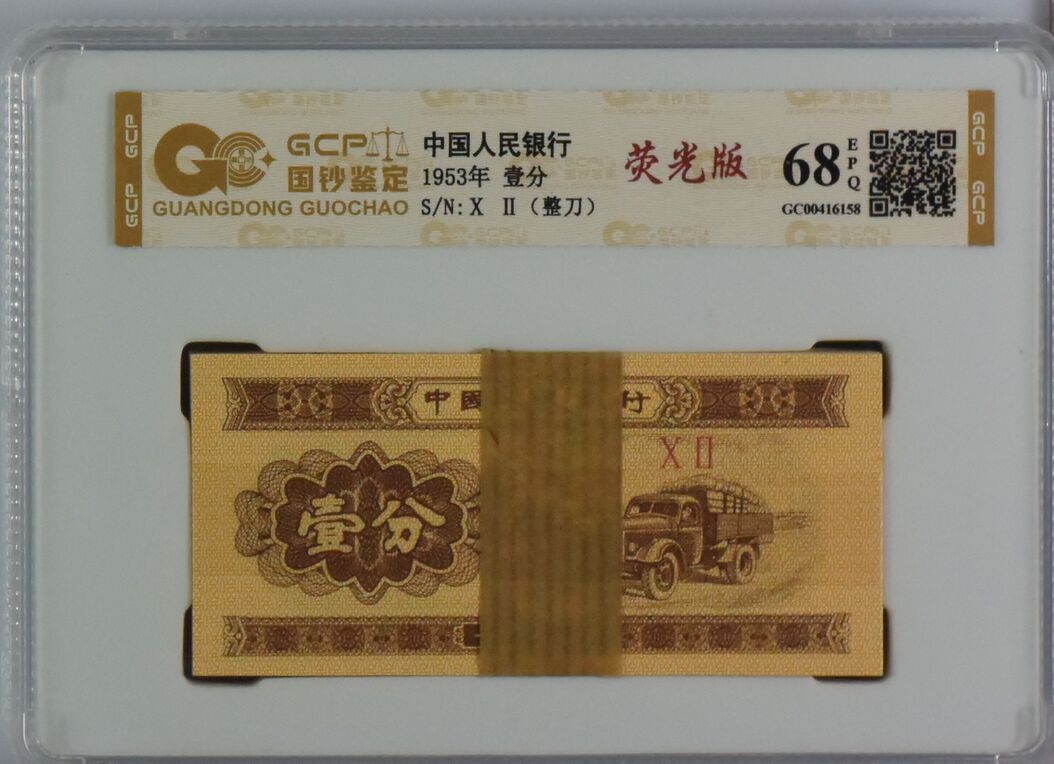 GCP
国钞鉴定
GUANGDONG GUOCHAO
中国人民银行
1953年 壹分
S/N: X II (整刀)
荧光版
68
EPQ
GC00416158
GCP
GCP
GCP
GCP
中国
行
X II
壹分